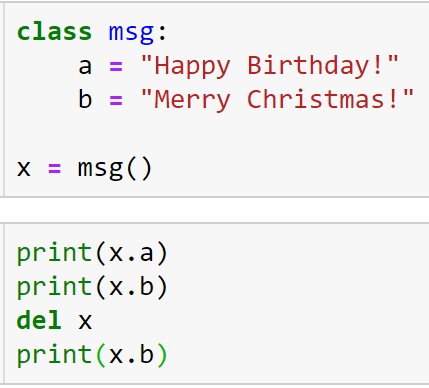 class msg:
    a = "Happy Birthday!"
    b = "Merry Christmas!"
x = msg()
print(x.a)
print(x.b)
del x
print(x.b)